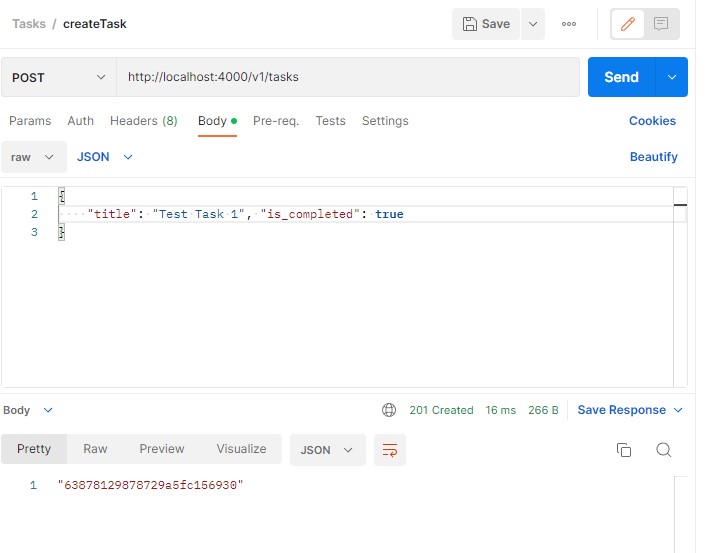 Tasks / createTask
Save
POST
http://localhost:4000/v1/tasks
Send
Params Auth Headers (8) Body Pre-req. Tests Settings Cookies
raw JSON Beautify
1 {
2 "title": "Test Task 1", "is_completed": true
3 }
Body 201 Created 16 ms 266 B Save Response
Pretty Raw Preview Visualize JSON
1 "63878129878729a5fc156930"